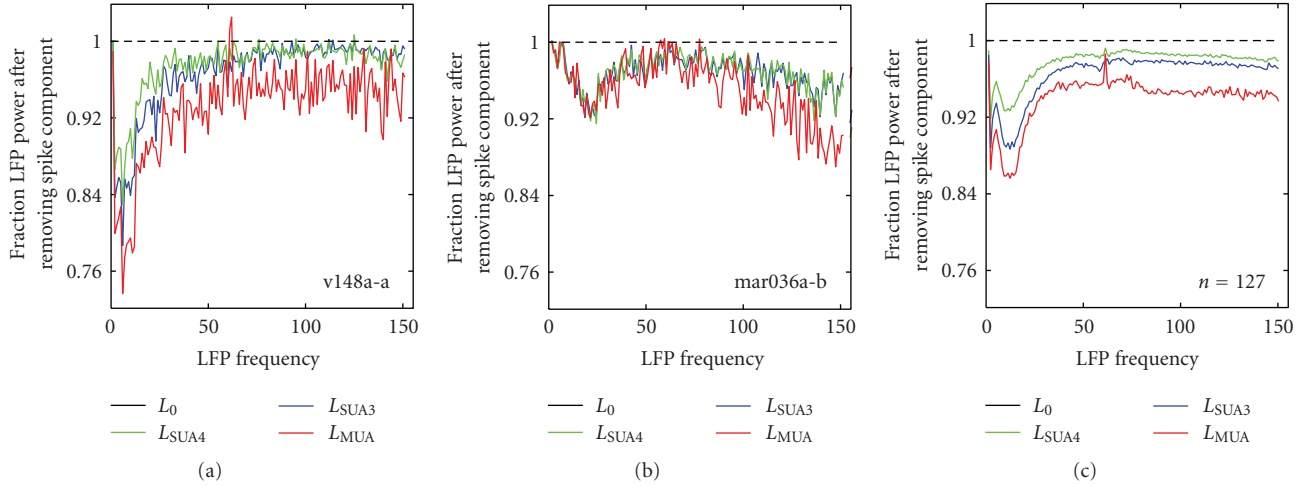 Fraction LFP power after
removing spike component
1
0.92
0.84
0.76
v148a-a
0 50 100 150
LFP frequency
L0 LSUA3
LSUA4 LMUA
(a)
Fraction LFP power after
removing spike component
1
0.92
0.84
0.76
mar036a-b
0 50 100 150
LFP frequency
L0 LSUA3
LSUA4 LMUA
(b)
Fraction LFP power after
removing spike component
1
0.92
0.84
0.76
n = 127
0 50 100 150
LFP frequency
L0 LSUA3
LSUA4 LMUA
(c)